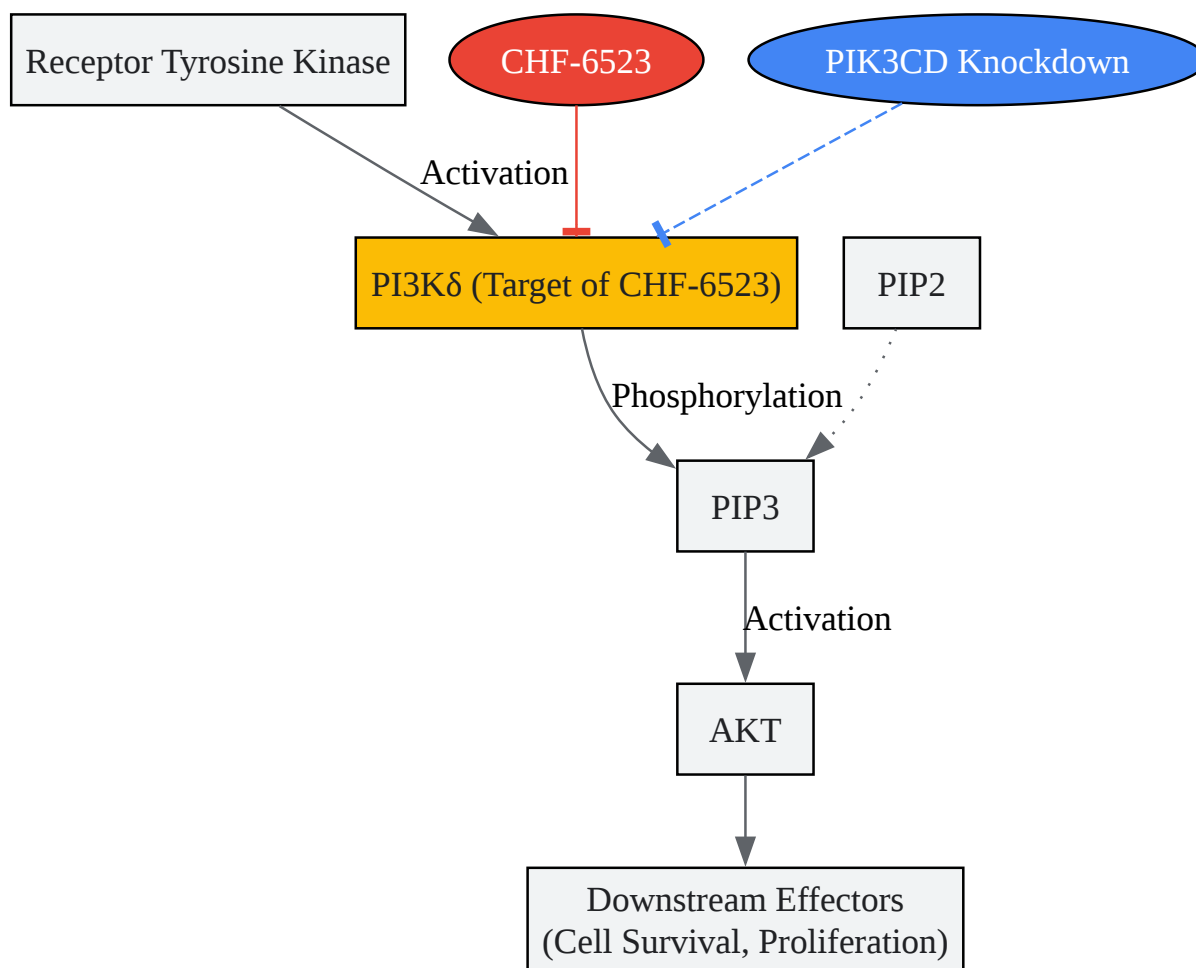 Receptor Tyrosine Kinase
CHF-6523
PIK3CD Knockdown
Activation
PI3Kδ (Target of CHF-6523)
PIP2
Phosphorylation
PIP3
Activation
AKT
Downstream Effectors
(Cell Survival, Proliferation)